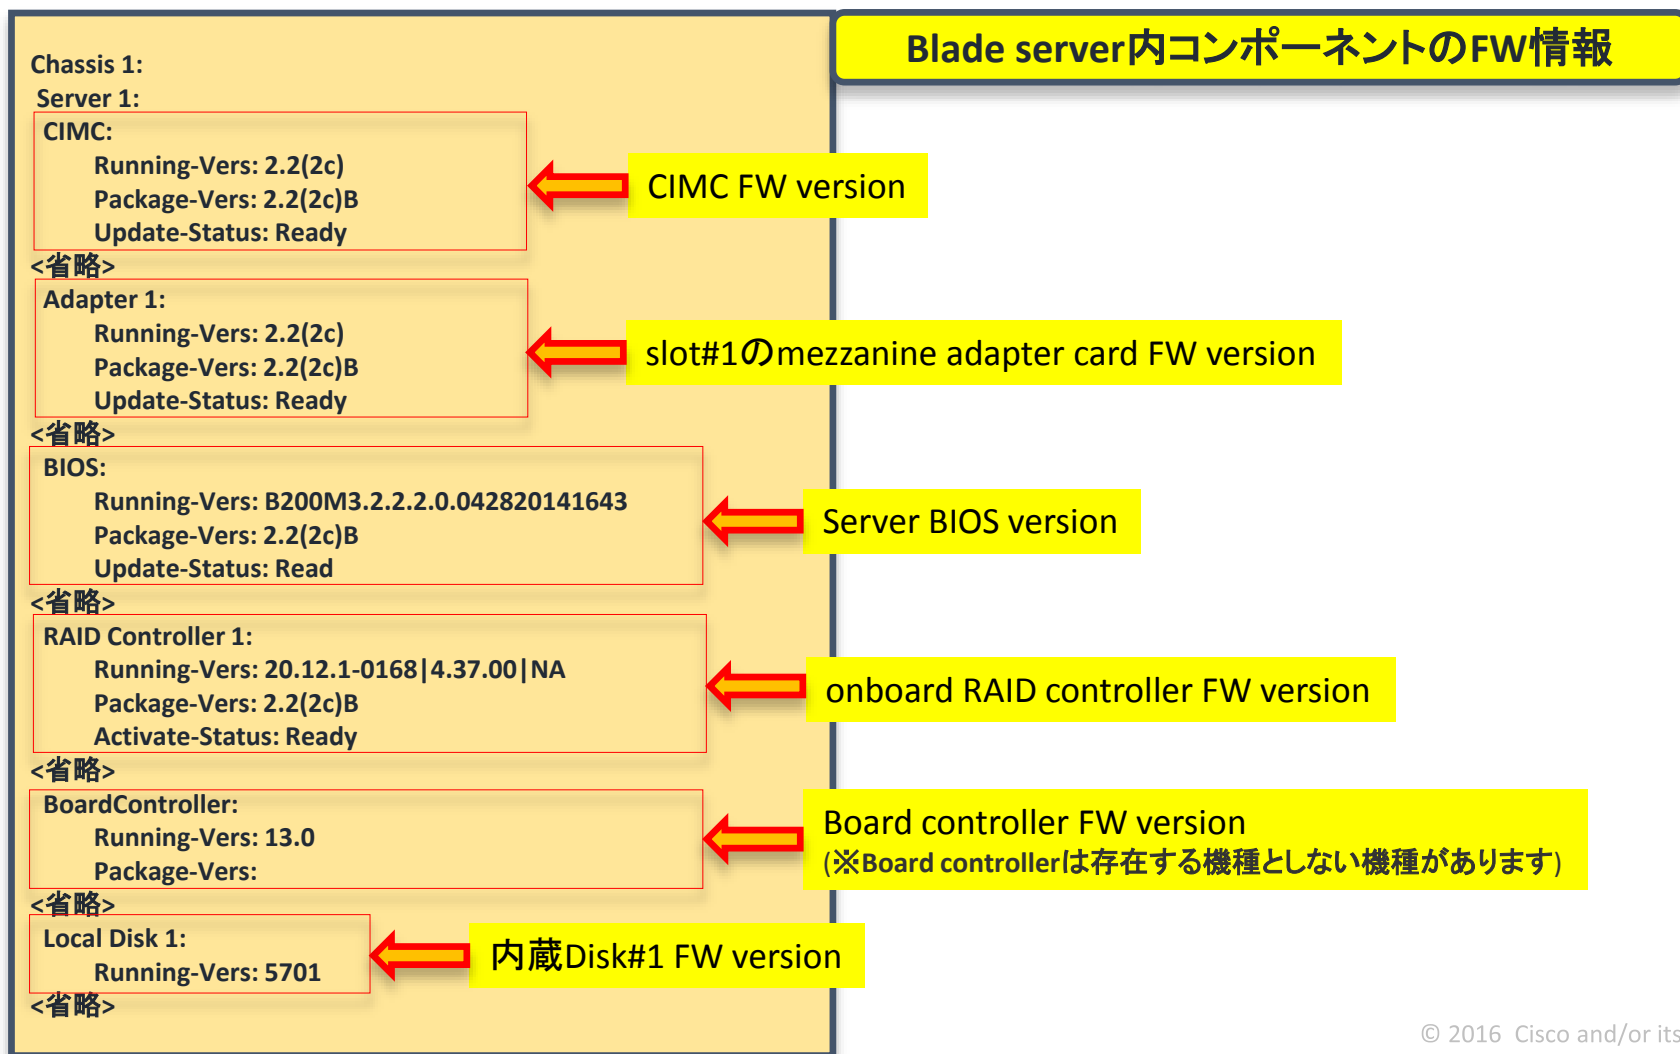 Blade server内コンポーネントのFW情報
Chassis 1:
Server 1:
CIMC:
Running-Vers: 2.2(2c)
Package-Vers: 2.2(2c)B
Update-Status: Ready
CIMC FW version
<省略>
Adapter 1:
Running-Vers: 2.2(2c)
Package-Vers: 2.2(2c)B
Update-Status: Ready
slot#1のmezzanine adapter card FW version
<省略>
BIOS:
Running-Vers: B200M3.2.2.2.0.042820141643
Package-Vers: 2.2(2c)B
Update-Status: Read
Server BIOS version
<省略>
RAID Controller 1:
Running-Vers: 20.12.1-0168|4.37.00|NA
Package-Vers: 2.2(2c)B
Activate-Status: Ready
onboard RAID controller FW version
<省略>
BoardController:
Running-Vers: 13.0
Package-Vers:
Board controller FW version
(※Board controllerは存在する機種としない機種があります)
<省略>
Local Disk 1:
Running-Vers: 5701
内蔵Disk#1 FW version
<省略>
© 2016 Cisco and/or its